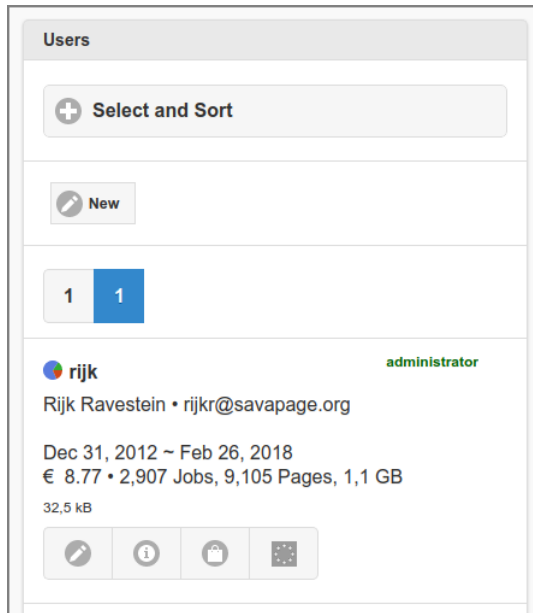 Users
Select and Sort
New
1 1
rijk administrator
Rijk Ravestein • rijkr@savapage.org
Dec 31, 2012 ~ Feb 26, 2018
€ 8.77 • 2,907 Jobs, 9,105 Pages, 1,1 GB
32,5 kB